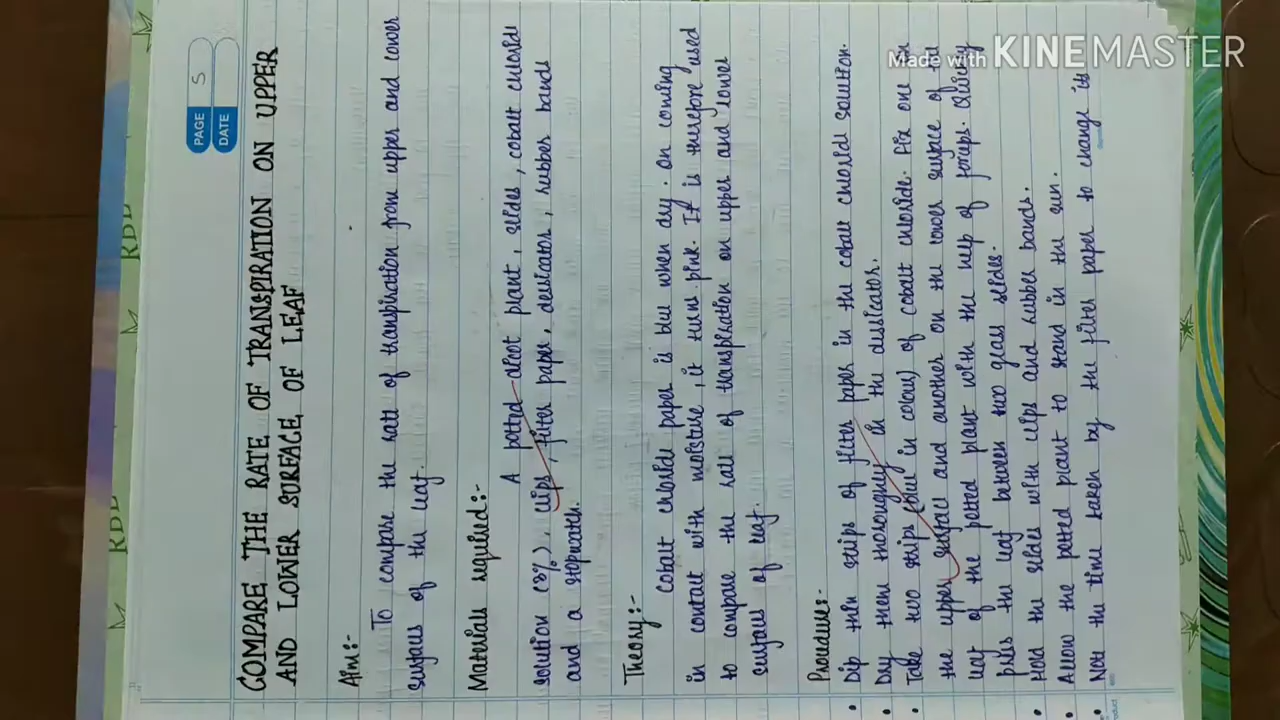 PAGE 5
DATE
COMPARE THE RATE OF TRANSPIRATION ON UPPER
AND LOWER SURFACE OF LEAF
Aim:-
To compare the rate of transpiration from upper and lower
surfaces of the leaf.
Materials required:-
A potted aloot plant, slides, cobalt chloride
solution (3%), clips, filter paper, desicator, rubber bands
and a stopwatch.
Theory:-
Cobalt chloride paper is blue when dry. On coming
in contact with moisture, it turns pink. It is therefore used
to compare the rate of transpiration on upper and lower
surfaces of leaf.
Procedure:-
• Dip thin strips of filter paper in the cobalt chloride solution.
• Dry them thoroughly in the dessicator.
• Take two strips (blue in colour) of cobalt chloride. Fix one on
the upper surface and another on the lower surface of the
leaf of the potted plant with the help of forceps. Quickly
press the leaf between two glass slides.
• Hold the slides with clips and rubber bands.
• Allow the potted plant to stand in the sun.
• Note the time taken by the filter paper to change its
Made with KINEMASTER
RBD
RBD